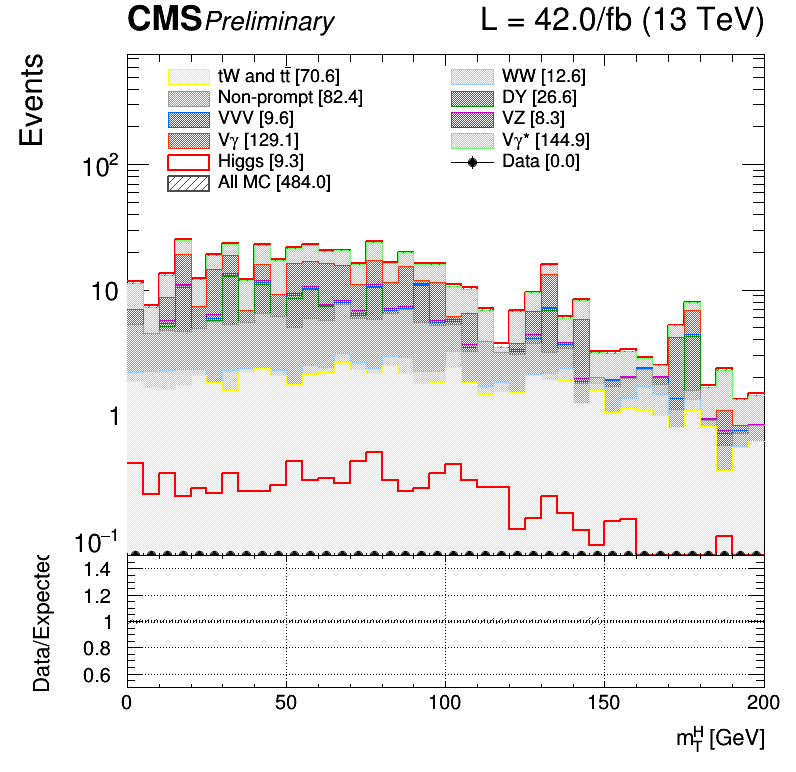 CMS Preliminary L = 42.0/fb (13 TeV)
Events
tW and tt̄ [70.6] WW [12.6]
Non-prompt [82.4] DY [26.6]
VVV [9.6] VZ [8.3]
Vγ [129.1] Vγ* [144.9]
Higgs [9.3] Data [0.0]
All MC [484.0]
10²
10
1
10⁻¹
Data/Expected
1.4
1.2
1
0.8
0.6
0 50 100 150 200
m_T^H [GeV]